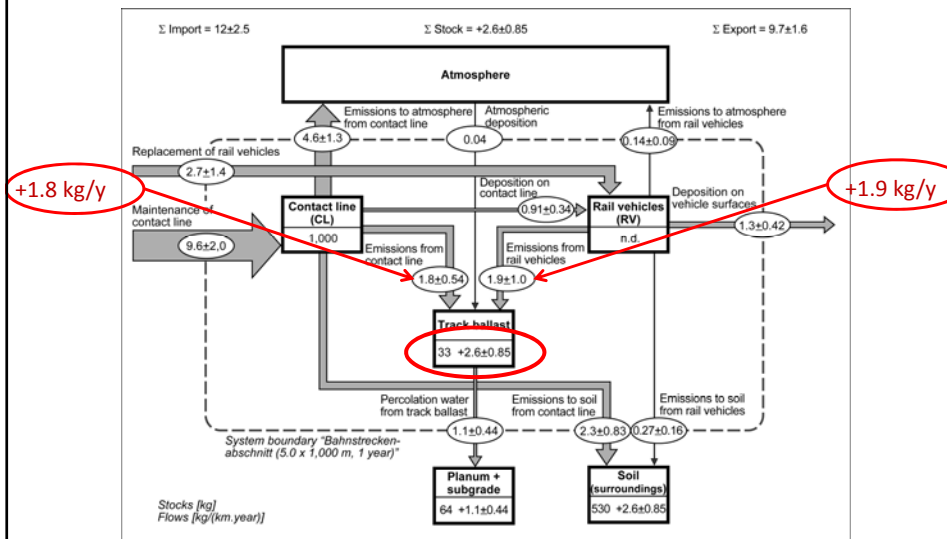 Σ Import = 12±2.5
Σ Stock = +2.6±0.85
Σ Export = 9.7±1.6
Atmosphere
Emissions to atmosphere
from contact line
4.6±1.3
Atmospheric
deposition
0.04
Emissions to atmosphere
from rail vehicles
0.14±0.09
Replacement of rail vehicles
2.7±1.4
+1.8 kg/y
+1.9 kg/y
Maintenance of
contact line
9.6±2,0
Contact line
(CL)
1,000
Deposition on
contact line
0.91±0.34
Rail vehicles
(RV)
n.d.
Deposition on
vehicle surfaces
1.3±0.42
Emissions from
contact line
1.8±0.54
Emissions from
rail vehicles
1.9±1.0
Track ballast
33 +2.6±0.85
Percolation water
from track ballast
1.1±0.44
Emissions to soil
from contact line
2.3±0.83
Emissions to soil
from rail vehicles
0.27±0.16
System boundary "Bahnstrecken-
abschnitt (5.0 x 1,000 m, 1 year)"
Planum +
subgrade
64 +1.1±0.44
Soil
(surroundings)
530 +2.6±0.85
Stocks [kg]
Flows [kg/(km.year)]